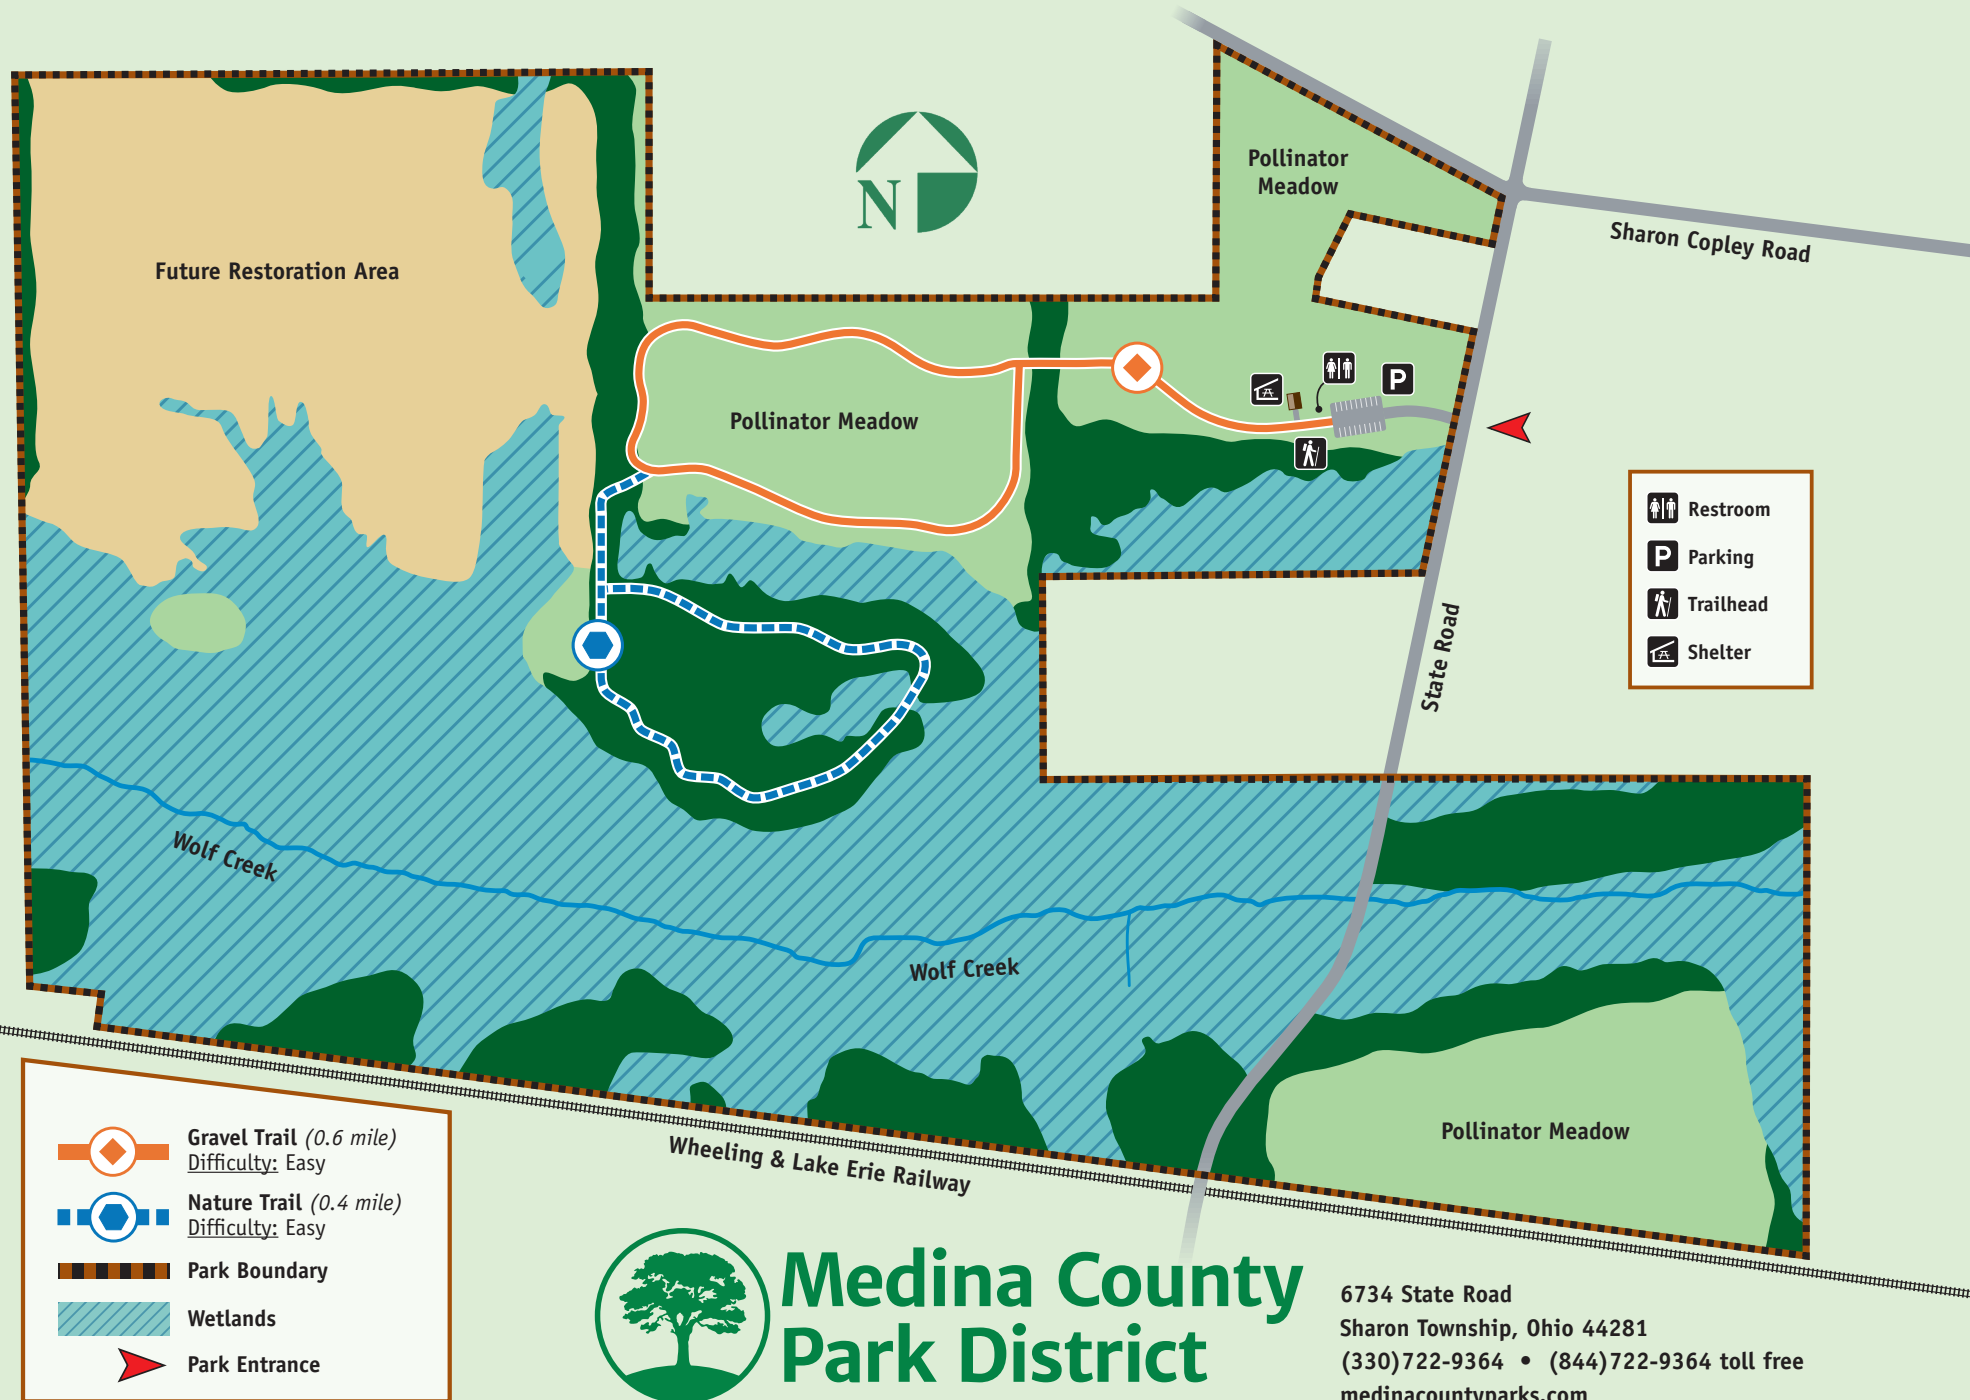 N
Pollinator
Meadow
Sharon Copley Road
Future Restoration Area
Pollinator Meadow
P
Restroom
P Parking
Trailhead
Shelter
State Road
Wolf Creek
Wolf Creek
Pollinator Meadow
Wheeling & Lake Erie Railway
Gravel Trail (0.6 mile)
Difficulty: Easy
Nature Trail (0.4 mile)
Difficulty: Easy
Park Boundary
Wetlands
Park Entrance
Medina County
Park District
6734 State Road
Sharon Township, Ohio 44281
(330)722-9364 • (844)722-9364 toll free
medinacountyparks.com